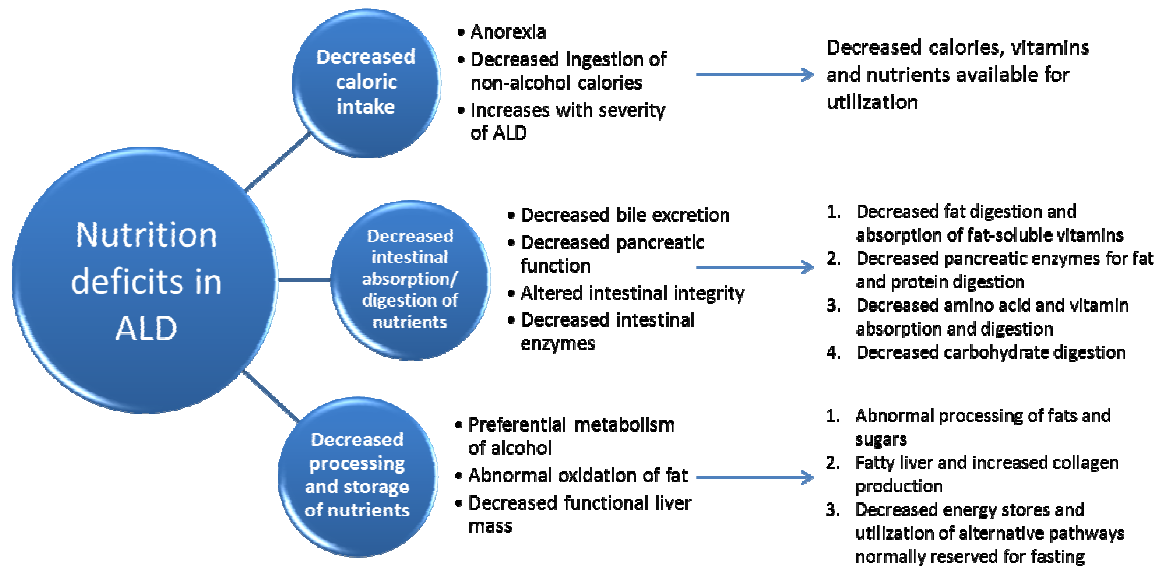 Nutrition
deficits in
ALD
Decreased
caloric
intake
• Anorexia
• Decreased ingestion of
non-alcohol calories
• Increases with severity
of ALD
Decreased calories, vitamins
and nutrients available for
utilization
Decreased
intestinal
absorption/
digestion of
nutrients
• Decreased bile excretion
• Decreased pancreatic
function
• Altered intestinal integrity
• Decreased intestinal
enzymes
1. Decreased fat digestion and
absorption of fat-soluble vitamins
2. Decreased pancreatic enzymes for fat
and protein digestion
3. Decreased amino acid and vitamin
absorption and digestion
4. Decreased carbohydrate digestion
Decreased
processing
and storage
of nutrients
• Preferential metabolism
of alcohol
• Abnormal oxidation of fat
• Decreased functional liver
mass
1. Abnormal processing of fats and
sugars
2. Fatty liver and increased collagen
production
3. Decreased energy stores and
utilization of alternative pathways
normally reserved for fasting